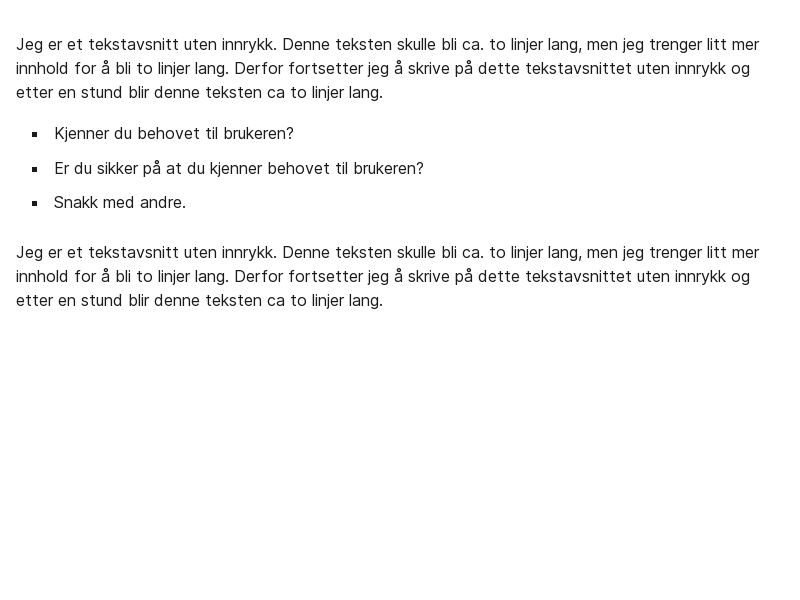 Jeg er et tekstavsnitt uten innrykk. Denne teksten skulle bli ca. to linjer lang, men jeg trenger litt mer
innhold for å bli to linjer lang. Derfor fortsetter jeg å skrive på dette tekstavsnittet uten innrykk og
etter en stund blir denne teksten ca to linjer lang.
▪ Kjenner du behovet til brukeren?
▪ Er du sikker på at du kjenner behovet til brukeren?
▪ Snakk med andre.
Jeg er et tekstavsnitt uten innrykk. Denne teksten skulle bli ca. to linjer lang, men jeg trenger litt mer
innhold for å bli to linjer lang. Derfor fortsetter jeg å skrive på dette tekstavsnittet uten innrykk og
etter en stund blir denne teksten ca to linjer lang.